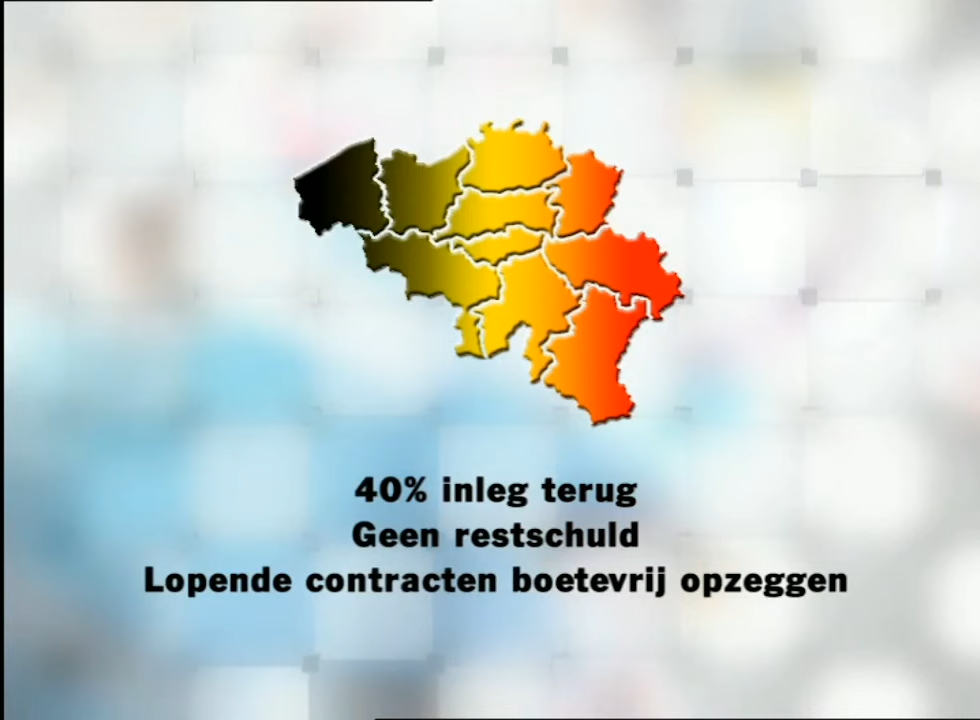 40% inleg terug
Geen restschuld
Lopende contracten boetevrij opzeggen